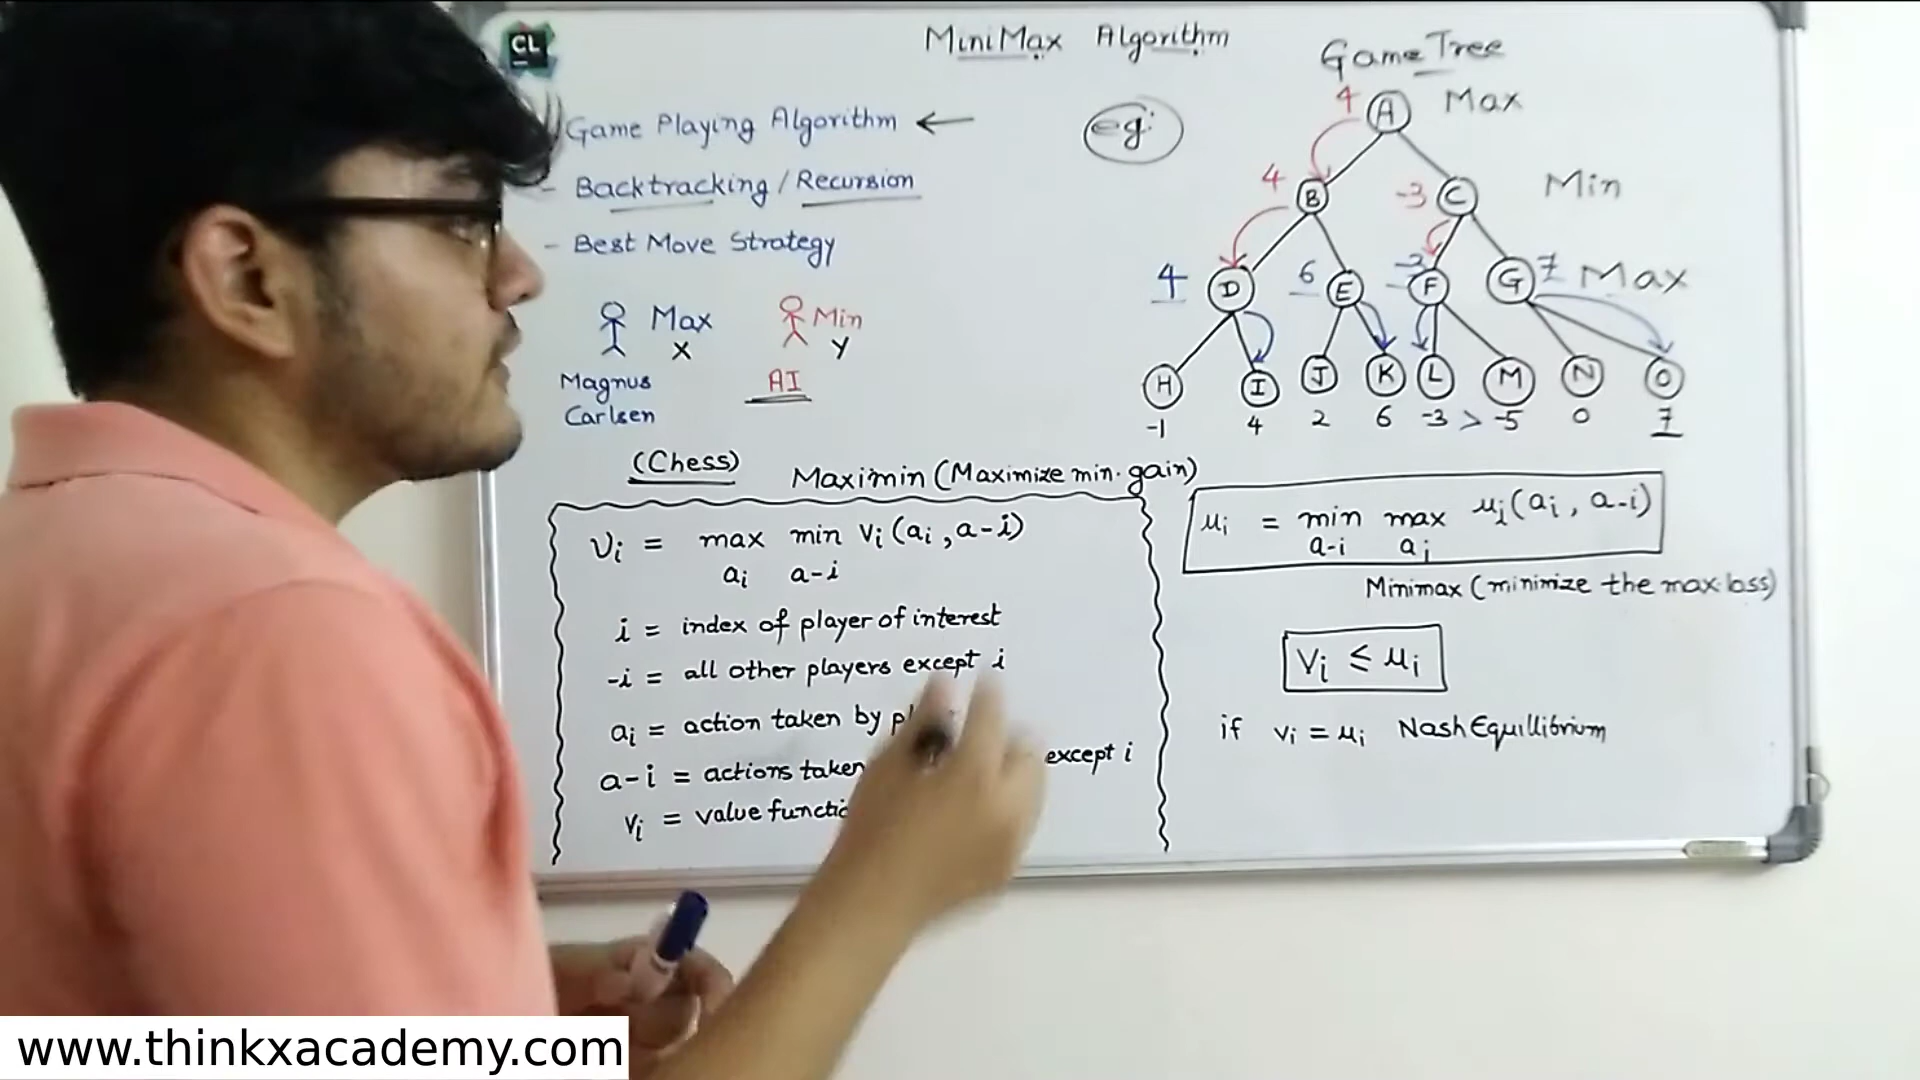 CL
MiniMax Algorithm
Game Playing Algorithm ←
- Backtracking / Recursion
- Best Move Strategy
Max
X
Min
Y
Magnus
Carlsen
AI
(Chess)
eg:
Game Tree
4 A Max
4 B -3 C Min
4 D 6 E -3 F G 7 Max
H I J K L M N O
-1 4 2 6 -3 > -5 0 7
Maximin (Maximize min. gain)
Vi = max min Vi (ai, a-i)
ai a-i
i = index of player of interest
-i = all other players except i
ai = action taken by
a-i = actions taken except i
Vi = value
μi = min max μi (ai, a-i)
a-i ai
Minimax (minimize the max. loss)
Vi ≤ μi
if Vi = μi Nash Equillibrium
www.thinkxacademy.com